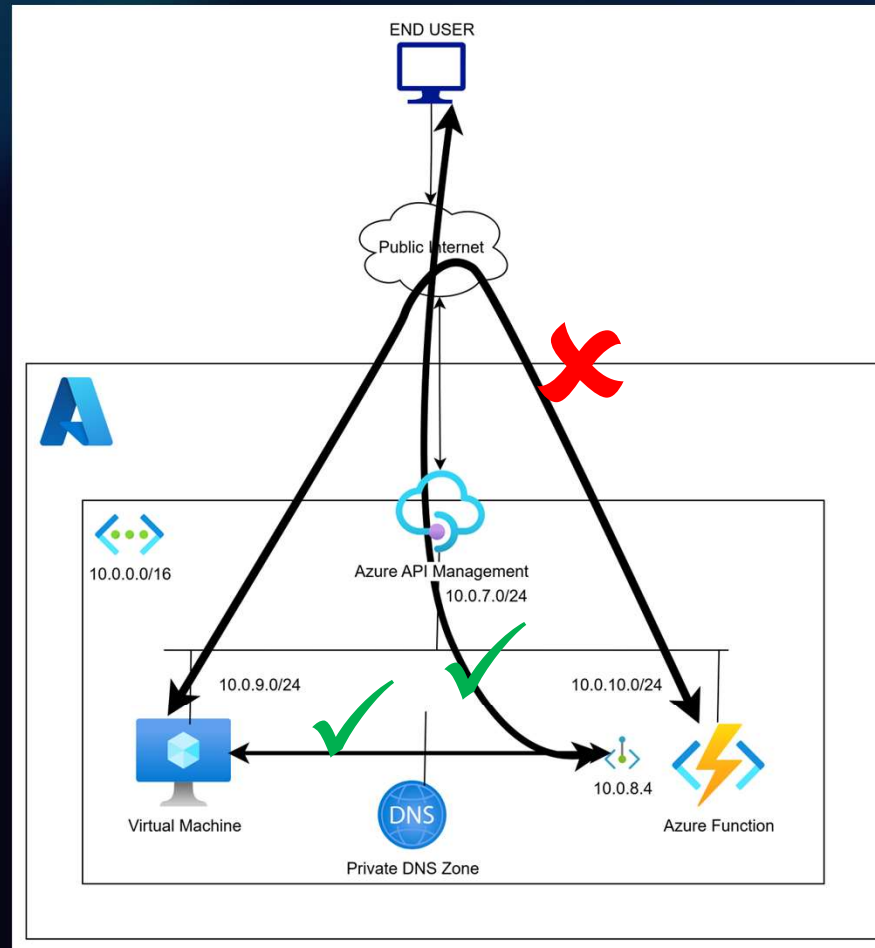 END USER
Public Internet
10.0.0.0/16
Azure API Management
10.0.7.0/24
10.0.9.0/24
10.0.10.0/24
10.0.8.4
Virtual Machine
Azure Function
DNS
Private DNS Zone